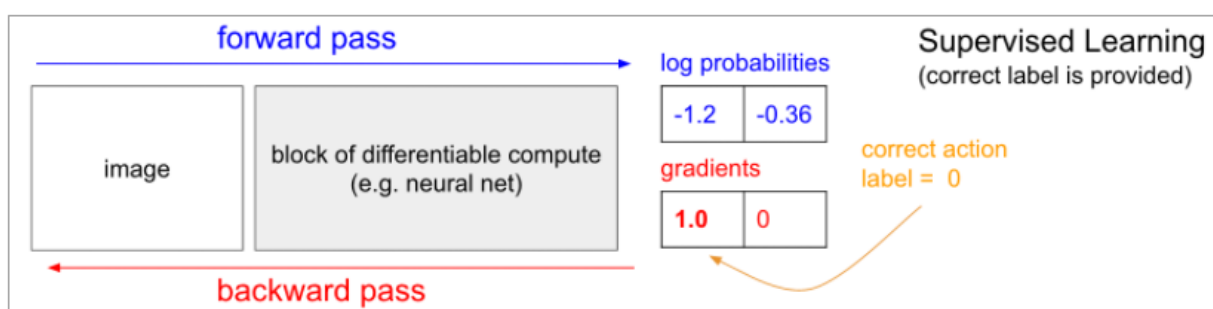 forward pass
Supervised Learning
(correct label is provided)
log probabilities
-1.2
-0.36
image
block of differentiable compute
(e.g. neural net)
gradients
1.0
0
correct action
label = 0
backward pass